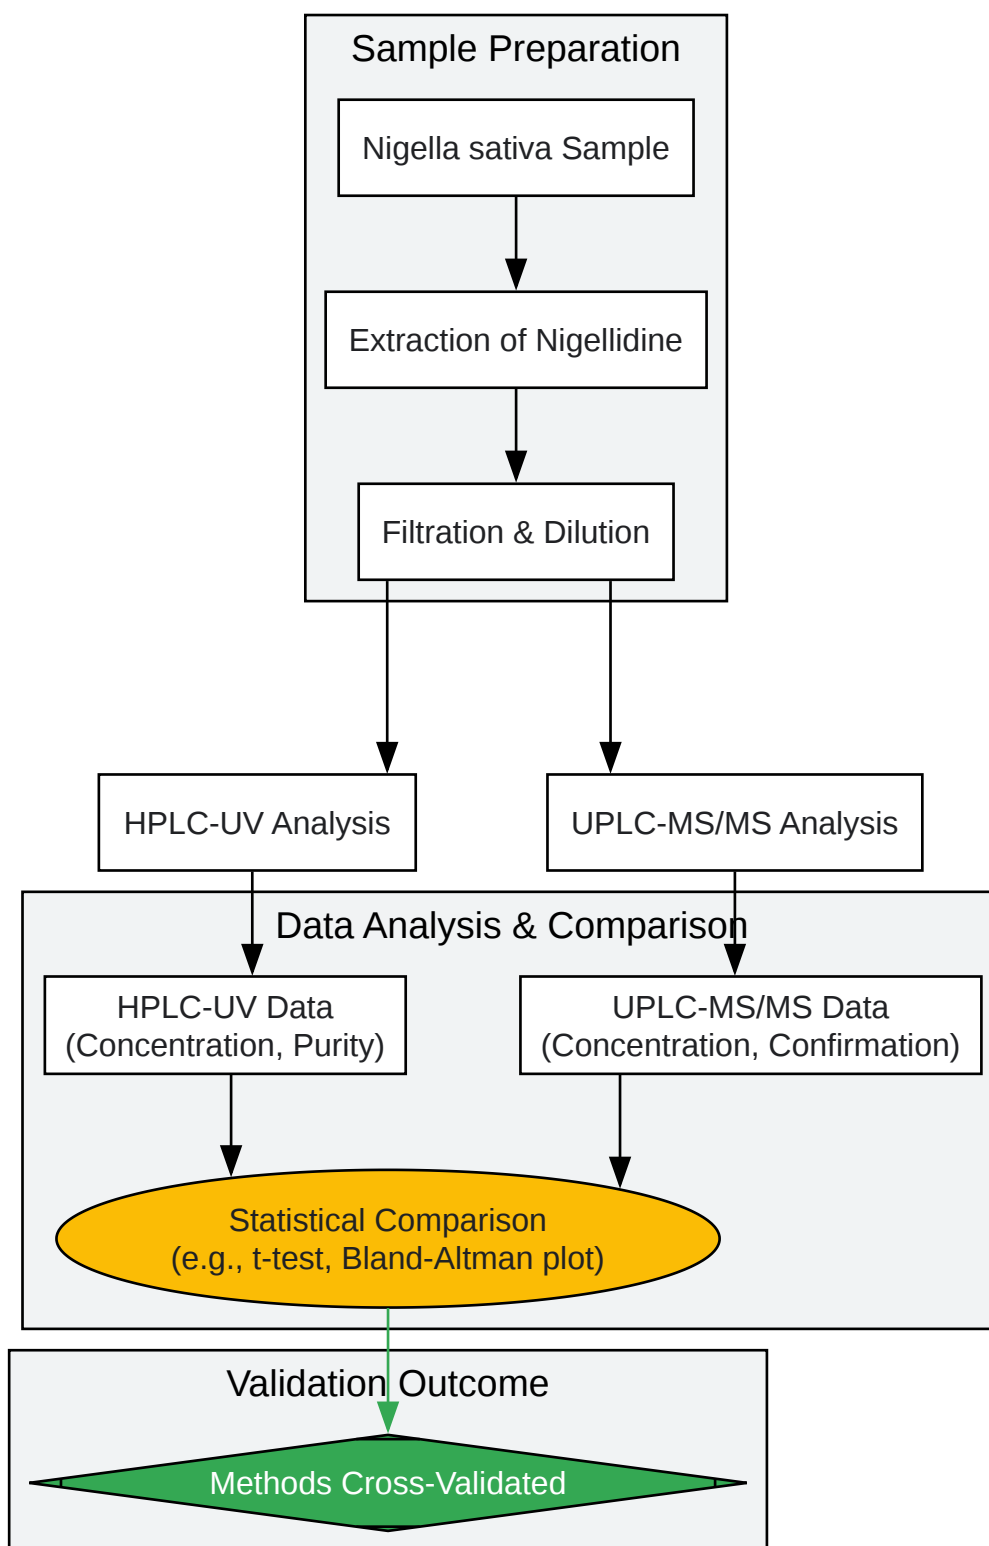 Sample Preparation
Nigella sativa Sample
Extraction of Nigellidine
Filtration & Dilution
HPLC-UV Analysis
UPLC-MS/MS Analysis
Data Analysis & Comparison
HPLC-UV Data
(Concentration, Purity)
UPLC-MS/MS Data
(Concentration, Confirmation)
Statistical Comparison
(e.g., t-test, Bland-Altman plot)
Validation Outcome
Methods Cross-Validated